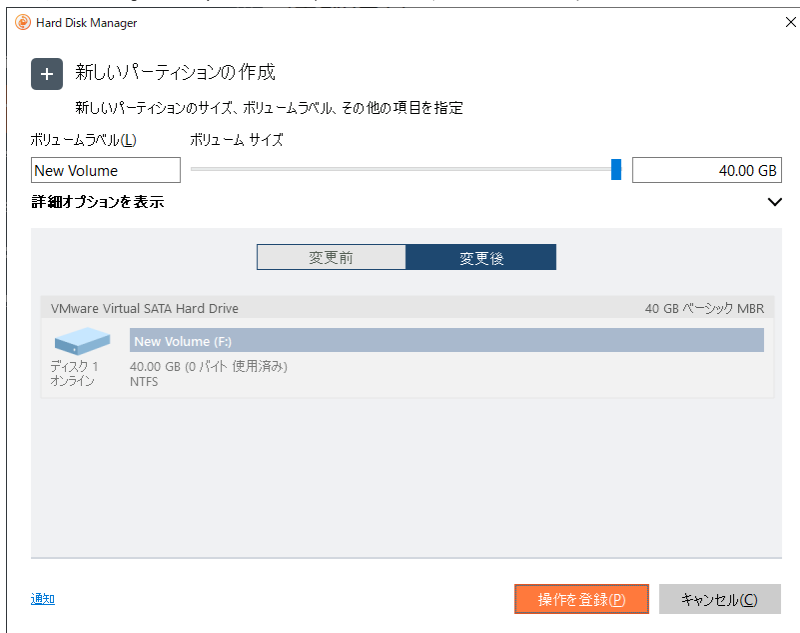 Hard Disk Manager
新しいパーティションの作成
新しいパーティションのサイズ、ボリュームラベル、その他の項目を指定
ボリュームラベル(L) ボリューム サイズ
New Volume 40.00 GB
詳細オプションを表示
変更前 変更後
VMware Virtual SATA Hard Drive 40 GB ベーシック MBR
New Volume (F:)
ディスク 1 40.00 GB (0 バイト 使用済み)
オンライン NTFS
通知 操作を登録(P) キャンセル(C)